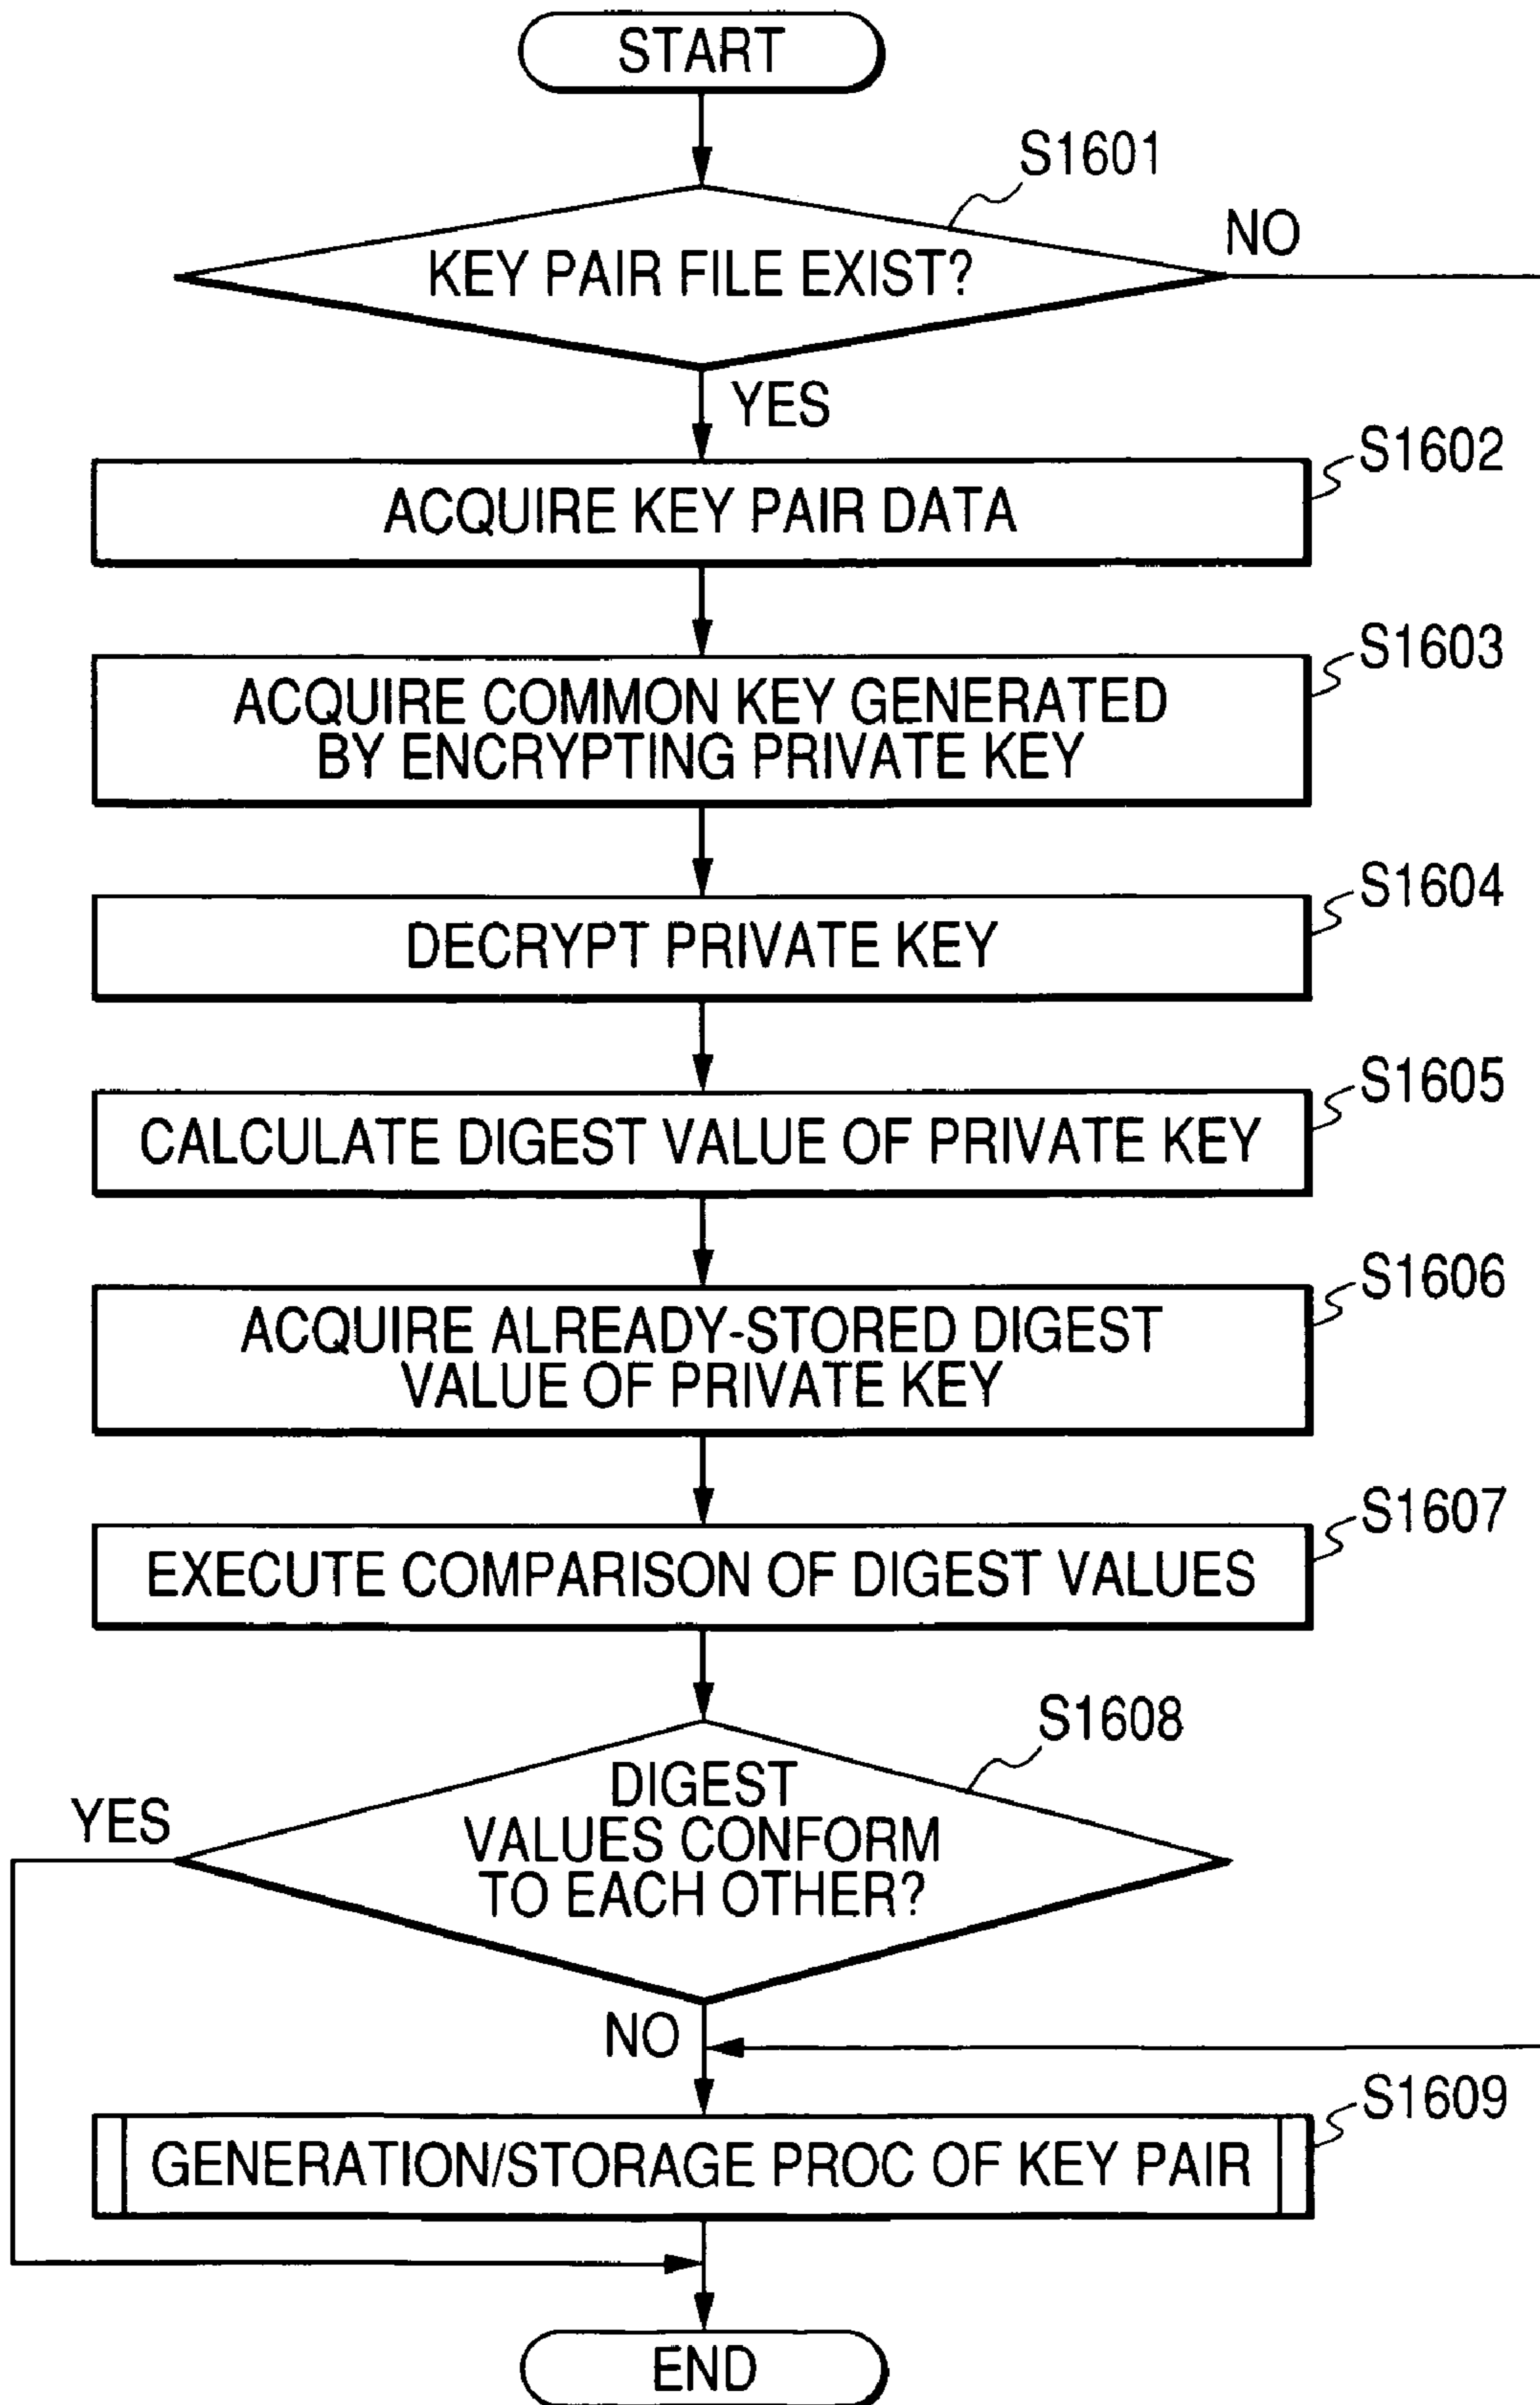 START
S1601
KEY PAIR FILE EXIST?
NO
YES
S1602
ACQUIRE KEY PAIR DATA
S1603
ACQUIRE COMMON KEY GENERATED
BY ENCRYPTING PRIVATE KEY
S1604
DECRYPT PRIVATE KEY
S1605
CALCULATE DIGEST VALUE OF PRIVATE KEY
S1606
ACQUIRE ALREADY-STORED DIGEST
VALUE OF PRIVATE KEY
S1607
EXECUTE COMPARISON OF DIGEST VALUES
S1608
DIGEST
VALUES CONFORM
TO EACH OTHER?
YES
NO
S1609
GENERATION/STORAGE PROC OF KEY PAIR
END